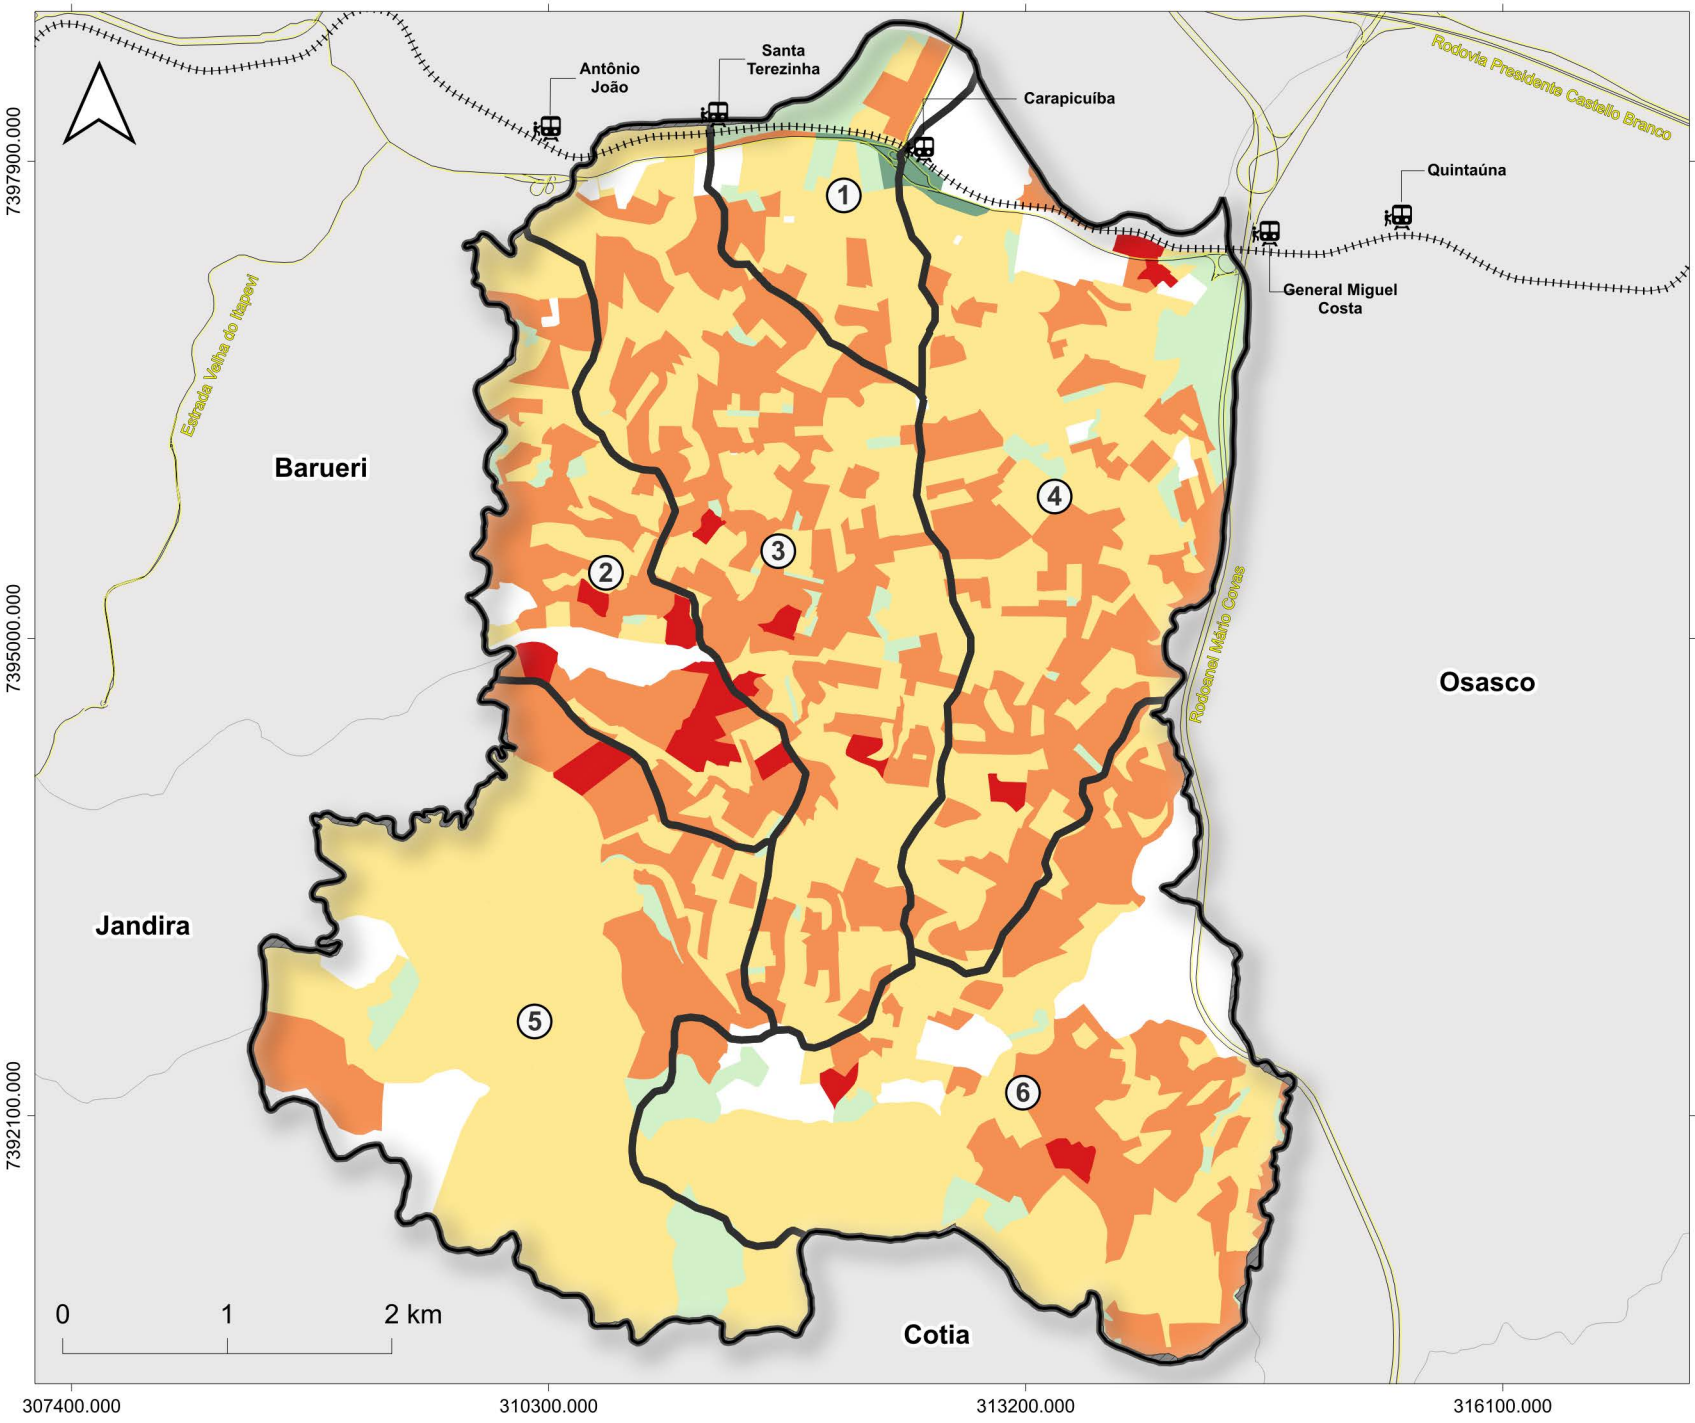 Santa
Terezinha
Antônio
João
Carapicuíba
Rodovia Presidente Castello Branco
Quintaúna
General Miguel
Costa
Estrada Velha do Itapevi
Barueri
Rodoanel Mário Covas
Osasco
Jandira
Cotia
1
2
3
4
5
6
0 1 2 km
7397900.000
7395000.000
7392100.000
307400.000 310300.000 313200.000 316100.000